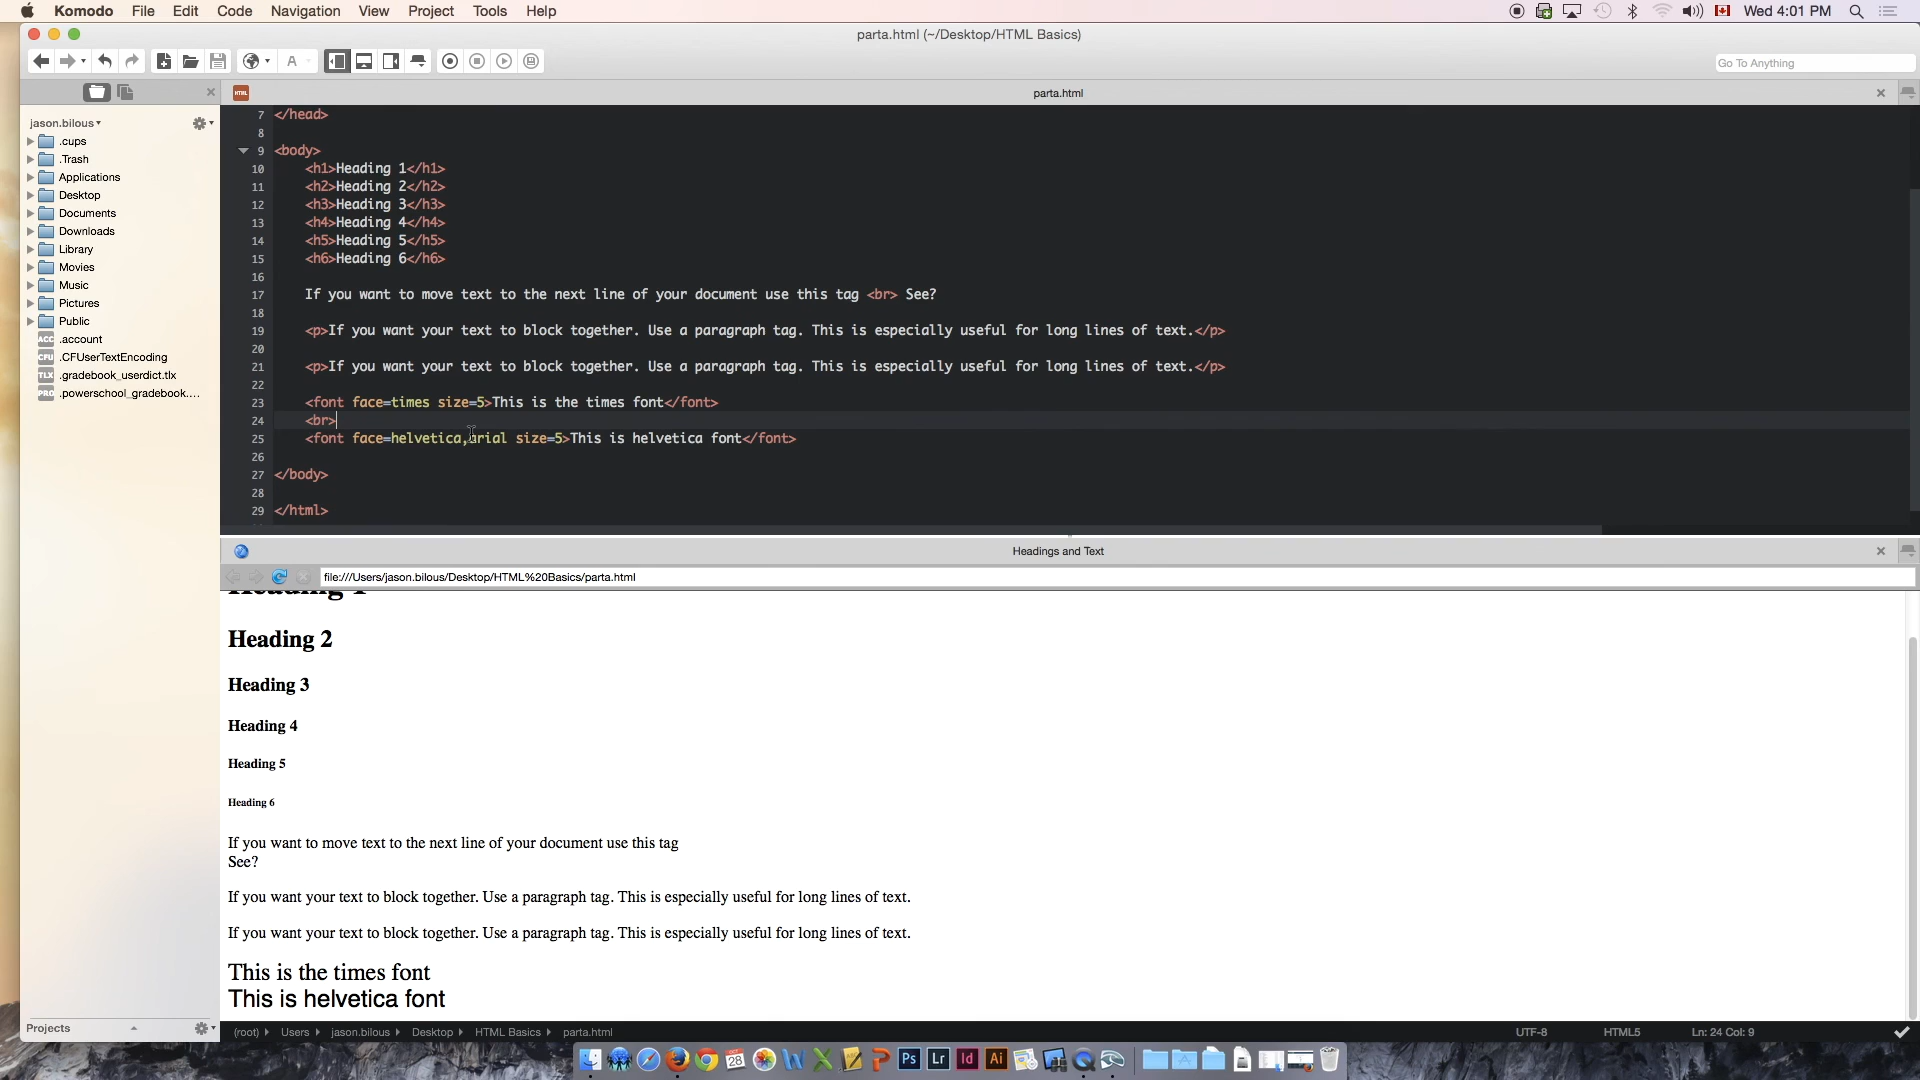 Komodo File Edit Code Navigation View Project Tools Help
Wed 4:01 PM
parta.html (~/Desktop/HTML Basics)
Go To Anything
parta.html
jason.bilous
.cups
.Trash
Applications
Desktop
Documents
Downloads
Library
Movies
Music
Pictures
Public
ACC .account
CFU .CFUserTextEncoding
TLX .gradebook_userdict.tlx
PRO .powerschool_gradebook....
HTML
7 </head>
8
9 <body>
10 <h1>Heading 1</h1>
11 <h2>Heading 2</h2>
12 <h3>Heading 3</h3>
13 <h4>Heading 4</h4>
14 <h5>Heading 5</h5>
15 <h6>Heading 6</h6>
16
17 If you want to move text to the next line of your document use this tag <br> See?
18
19 <p>If you want your text to block together. Use a paragraph tag. This is especially useful for long lines of text.</p>
20
21 <p>If you want your text to block together. Use a paragraph tag. This is especially useful for long lines of text.</p>
22
23 <font face=times size=5>This is the times font</font>
24 <br>
25 <font face=helvetica,arial size=5>This is helvetica font</font>
26
27 </body>
28
29 </html>
Headings and Text
file:///Users/jason.bilous/Desktop/HTML%20Basics/parta.html
Heading 1
Heading 2
Heading 3
Heading 4
Heading 5
Heading 6
If you want to move text to the next line of your document use this tag
See?
If you want your text to block together. Use a paragraph tag. This is especially useful for long lines of text.
If you want your text to block together. Use a paragraph tag. This is especially useful for long lines of text.
This is the times font
This is helvetica font
Projects
(root) Users jason.bilous Desktop HTML Basics parta.html
UTF-8 HTML5 Ln: 24 Col: 9
28 Ps Lr Id Ai